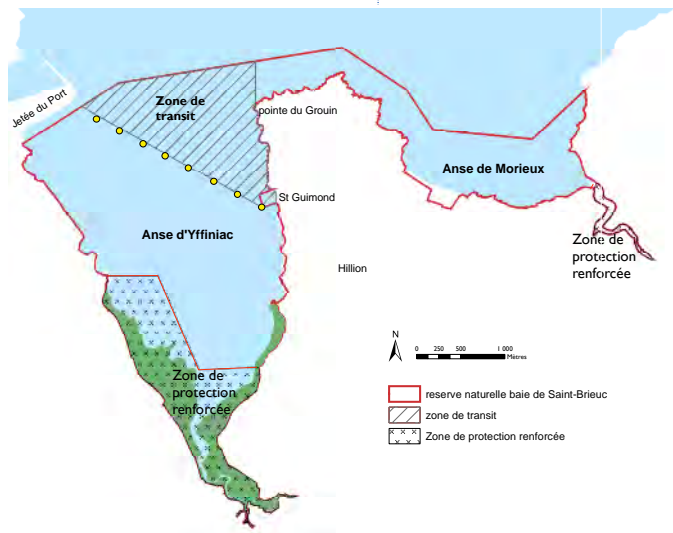 Jetée du Port
Zone de
transit
pointe du Grouin
St Guimond
Anse de Morieux
Anse d'Yffiniac
Zone de
protection
renforcée
Hillion
Zone de
protection
renforcée
N
0 250 500 1 000
Mètres
reserve naturelle baie de Saint-Brieuc
zone de transit
Zone de protection renforcée